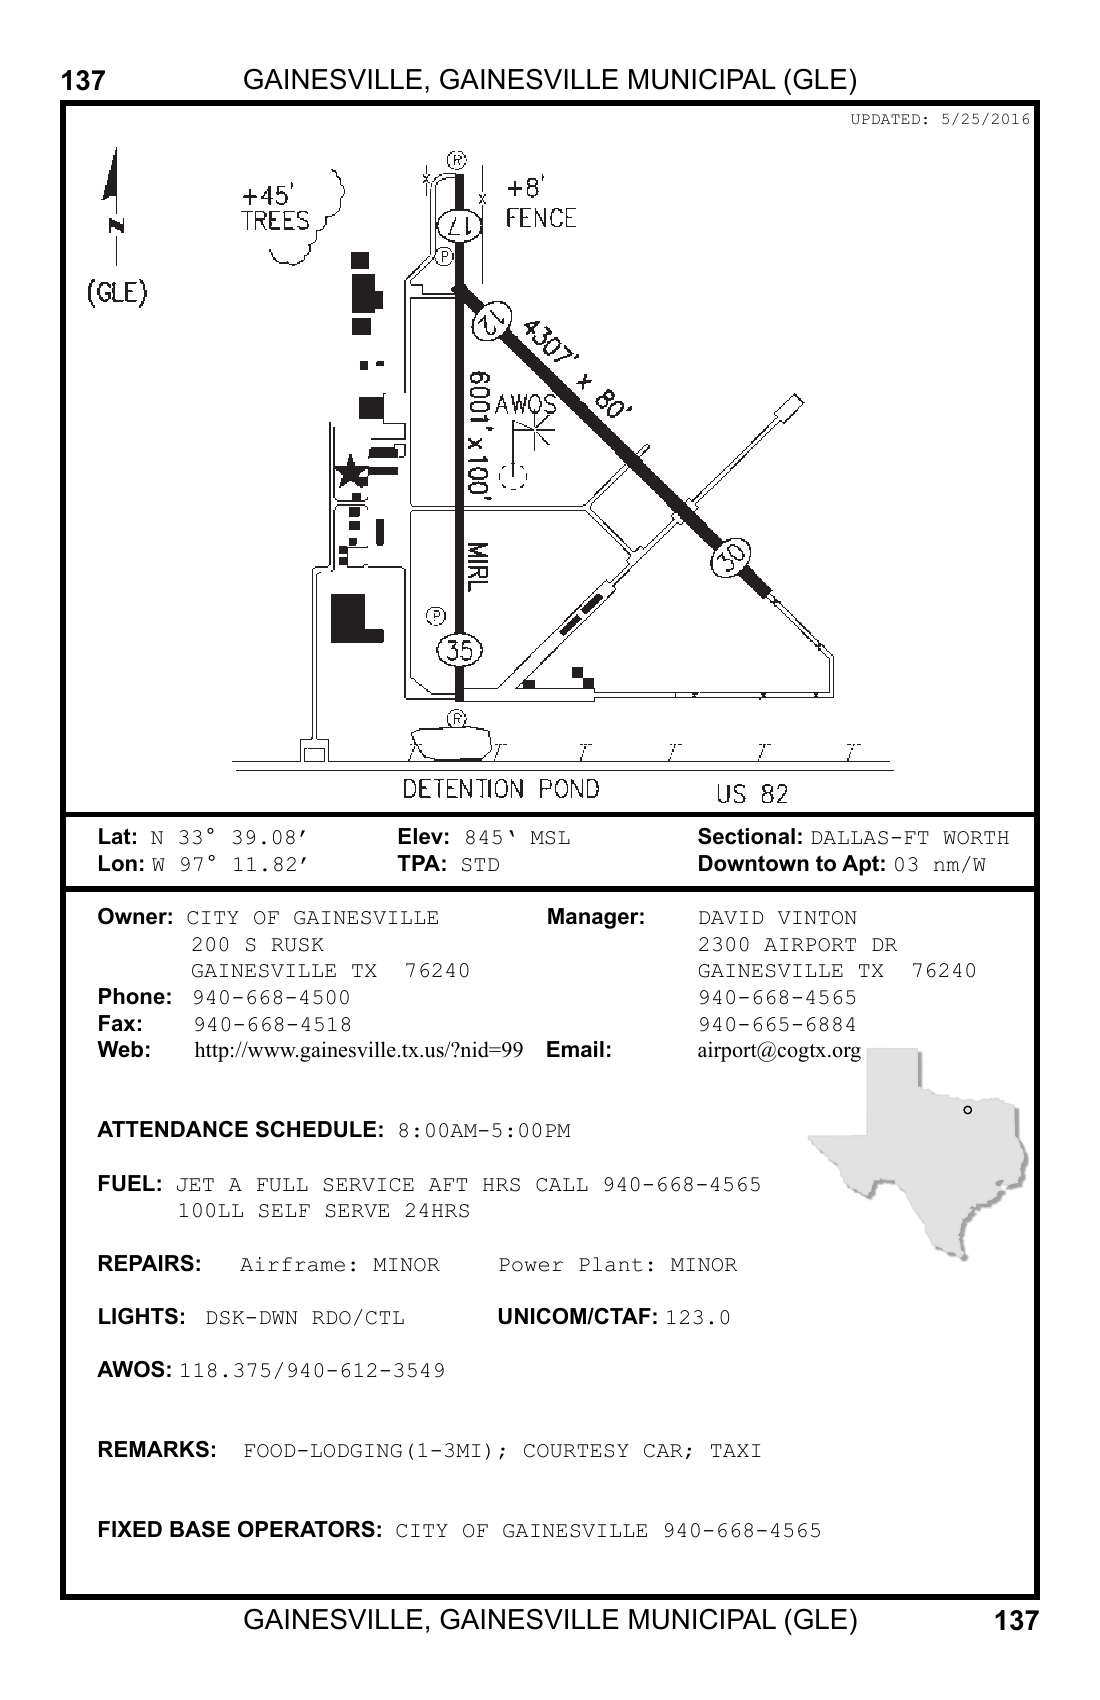 137 GAINESVILLE, GAINESVILLE MUNICIPAL (GLE)
UPDATED: 5/25/2016
N
(GLE)
+45'
TREES
R
+8'
FENCE
17
P
12
4307' x 80'
6001' x 100'
AWOS
MIRL
30
P
35
R
DETENTION POND
US 82
Lat: N 33° 39.08′ Elev: 845‘ MSL Sectional: DALLAS-FT WORTH
Lon: W 97° 11.82′ TPA: STD Downtown to Apt: 03 nm/W
Owner: CITY OF GAINESVILLE Manager: DAVID VINTON
200 S RUSK 2300 AIRPORT DR
GAINESVILLE TX 76240 GAINESVILLE TX 76240
Phone: 940-668-4500 940-668-4565
Fax: 940-668-4518 940-665-6884
Web: http://www.gainesville.tx.us/?nid=99 Email: airport@cogtx.org
ATTENDANCE SCHEDULE: 8:00AM-5:00PM
FUEL: JET A FULL SERVICE AFT HRS CALL 940-668-4565
100LL SELF SERVE 24HRS
REPAIRS: Airframe: MINOR Power Plant: MINOR
LIGHTS: DSK-DWN RDO/CTL UNICOM/CTAF: 123.0
AWOS: 118.375/940-612-3549
REMARKS: FOOD-LODGING(1-3MI); COURTESY CAR; TAXI
FIXED BASE OPERATORS: CITY OF GAINESVILLE 940-668-4565
GAINESVILLE, GAINESVILLE MUNICIPAL (GLE) 137